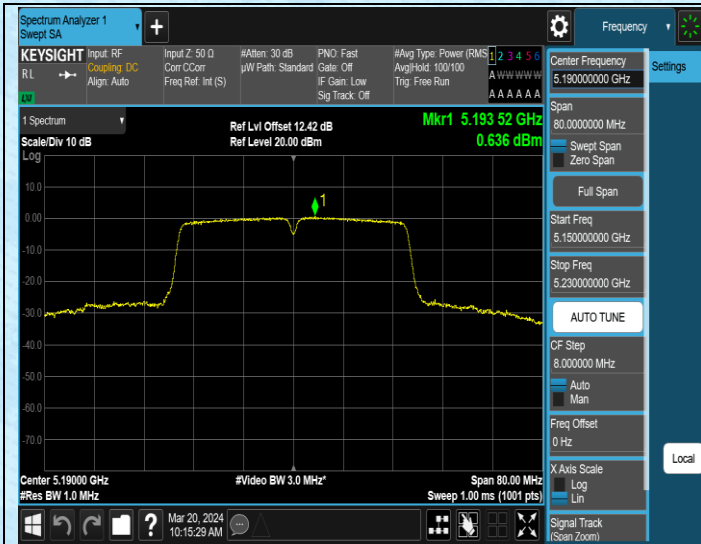 Spectrum Analyzer 1
Swept SA
Frequency
KEYSIGHT
RL
LXI
Input: RF
Coupling: DC
Align: Auto
Input Z: 50 Ω
Corr CCorr
Freq Ref: Int (S)
#Atten: 30 dB
µW Path: Standard
PNO: Fast
Gate: Off
IF Gain: Low
Sig Track: Off
#Avg Type: Power (RMS
Avg|Hold: 100/100
Trig: Free Run
1 2 3 4 5 6
A W W W W W
A A A A A A
1 Spectrum
Scale/Div 10 dB
Log
Ref Lvl Offset 12.42 dB
Ref Level 20.00 dBm
Mkr1 5.193 52 GHz
0.636 dBm
10.0
0.00
-10.0
-20.0
-30.0
-40.0
-50.0
-60.0
-70.0
1
Center 5.19000 GHz
#Res BW 1.0 MHz
#Video BW 3.0 MHz*
Span 80.00 MHz
Sweep 1.00 ms (1001 pts)
?
Mar 20, 2024
10:15:29 AM
Center Frequency
5.190000000 GHz
Settings
Span
80.0000000 MHz
Swept Span
Zero Span
Full Span
Start Freq
5.150000000 GHz
Stop Freq
5.230000000 GHz
AUTO TUNE
CF Step
8.000000 MHz
Auto
Man
Freq Offset
0 Hz
X Axis Scale
Log
Lin
Signal Track
(Span Zoom)
Local